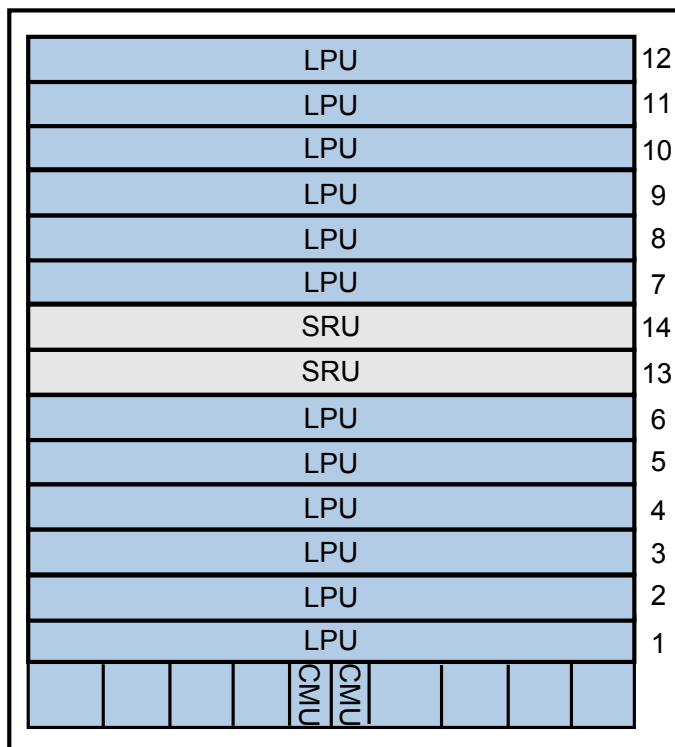 LPU 12
LPU 11
LPU 10
LPU 9
LPU 8
LPU 7
SRU 14
SRU 13
LPU 6
LPU 5
LPU 4
LPU 3
LPU 2
LPU 1
CMU CMU